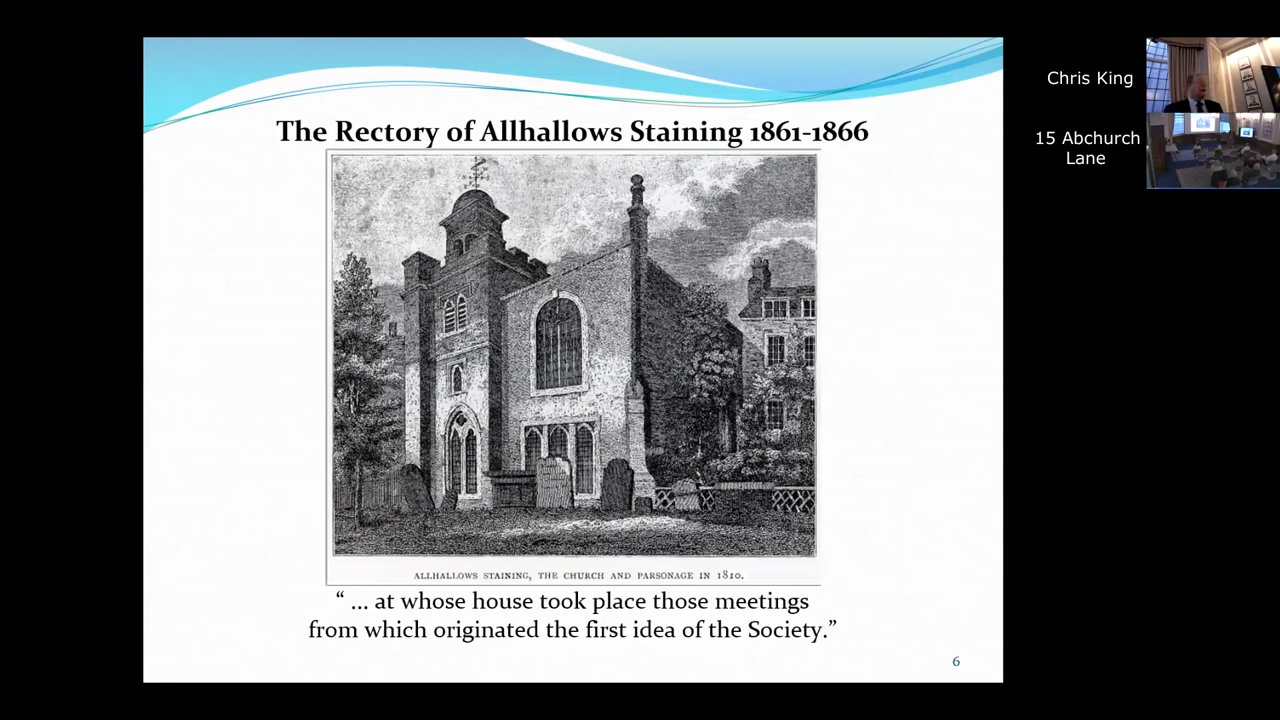 The Rectory of Allhallows Staining 1861-1866
ALLHALLOWS STAINING, THE CHURCH AND PARSONAGE IN 1810.
“ ... at whose house took place those meetings
from which originated the first idea of the Society.”
6
Chris King
15 Abchurch
Lane